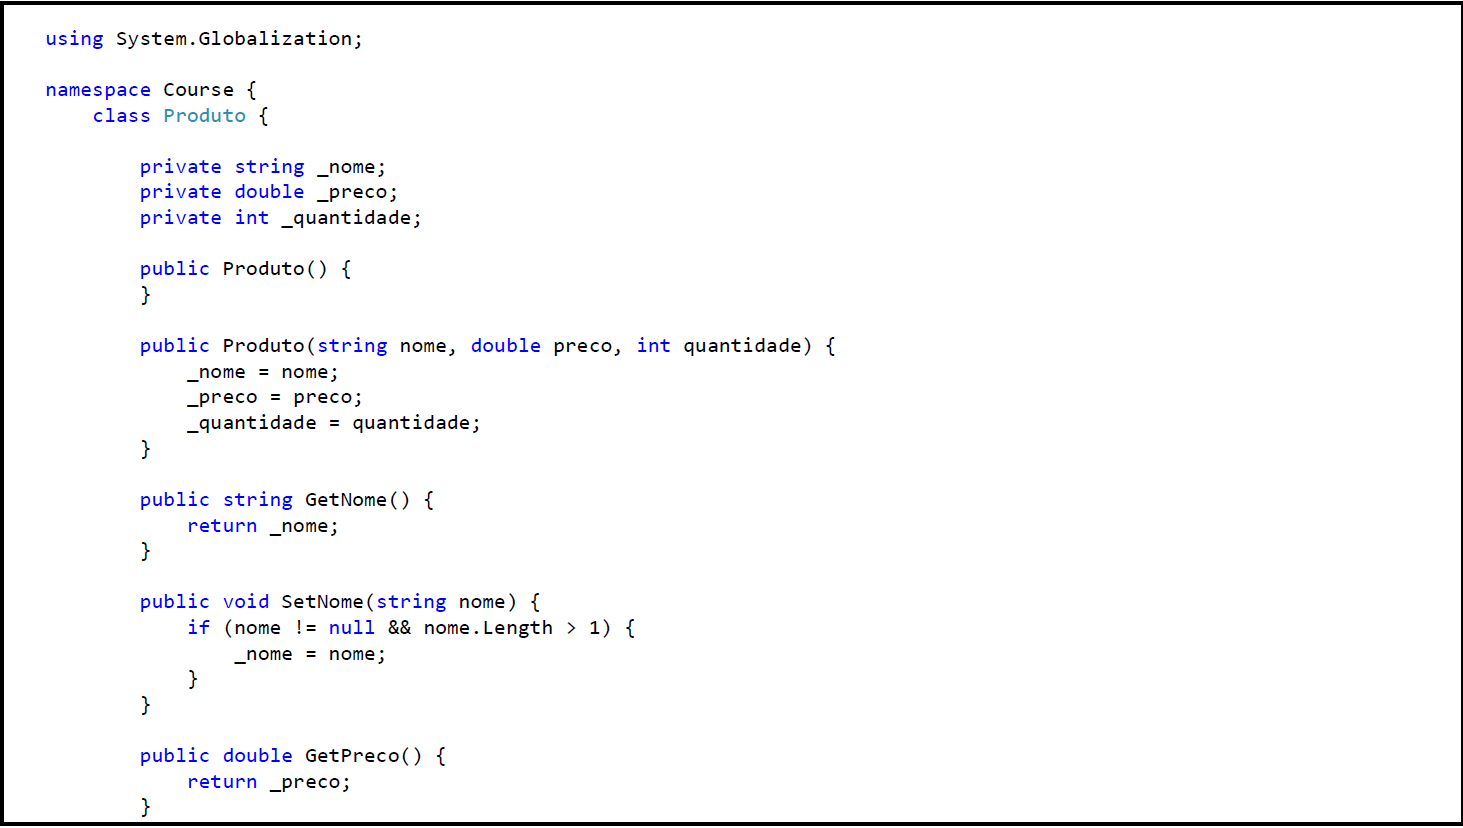 using System.Globalization;
namespace Course {
class Produto {
private string _nome;
private double _preco;
private int _quantidade;
public Produto() {
}
public Produto(string nome, double preco, int quantidade) {
_nome = nome;
_preco = preco;
_quantidade = quantidade;
}
public string GetNome() {
return _nome;
}
public void SetNome(string nome) {
if (nome != null && nome.Length > 1) {
_nome = nome;
}
}
public double GetPreco() {
return _preco;
}